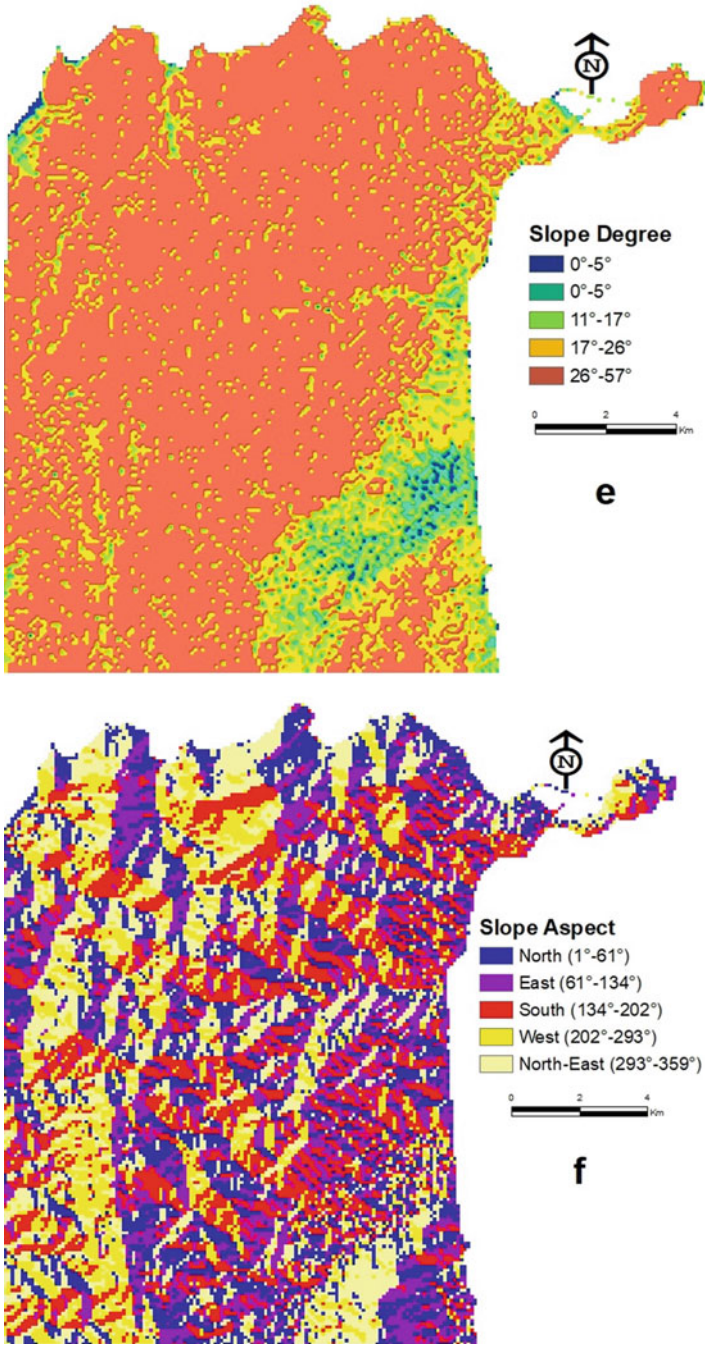 N
Slope Degree
0°-5°
0°-5°
11°-17°
17°-26°
26°-57°
0 2 4
Km
e
N
Slope Aspect
North (1°-61°)
East (61°-134°)
South (134°-202°)
West (202°-293°)
North-East (293°-359°)
0 2 4
Km
f